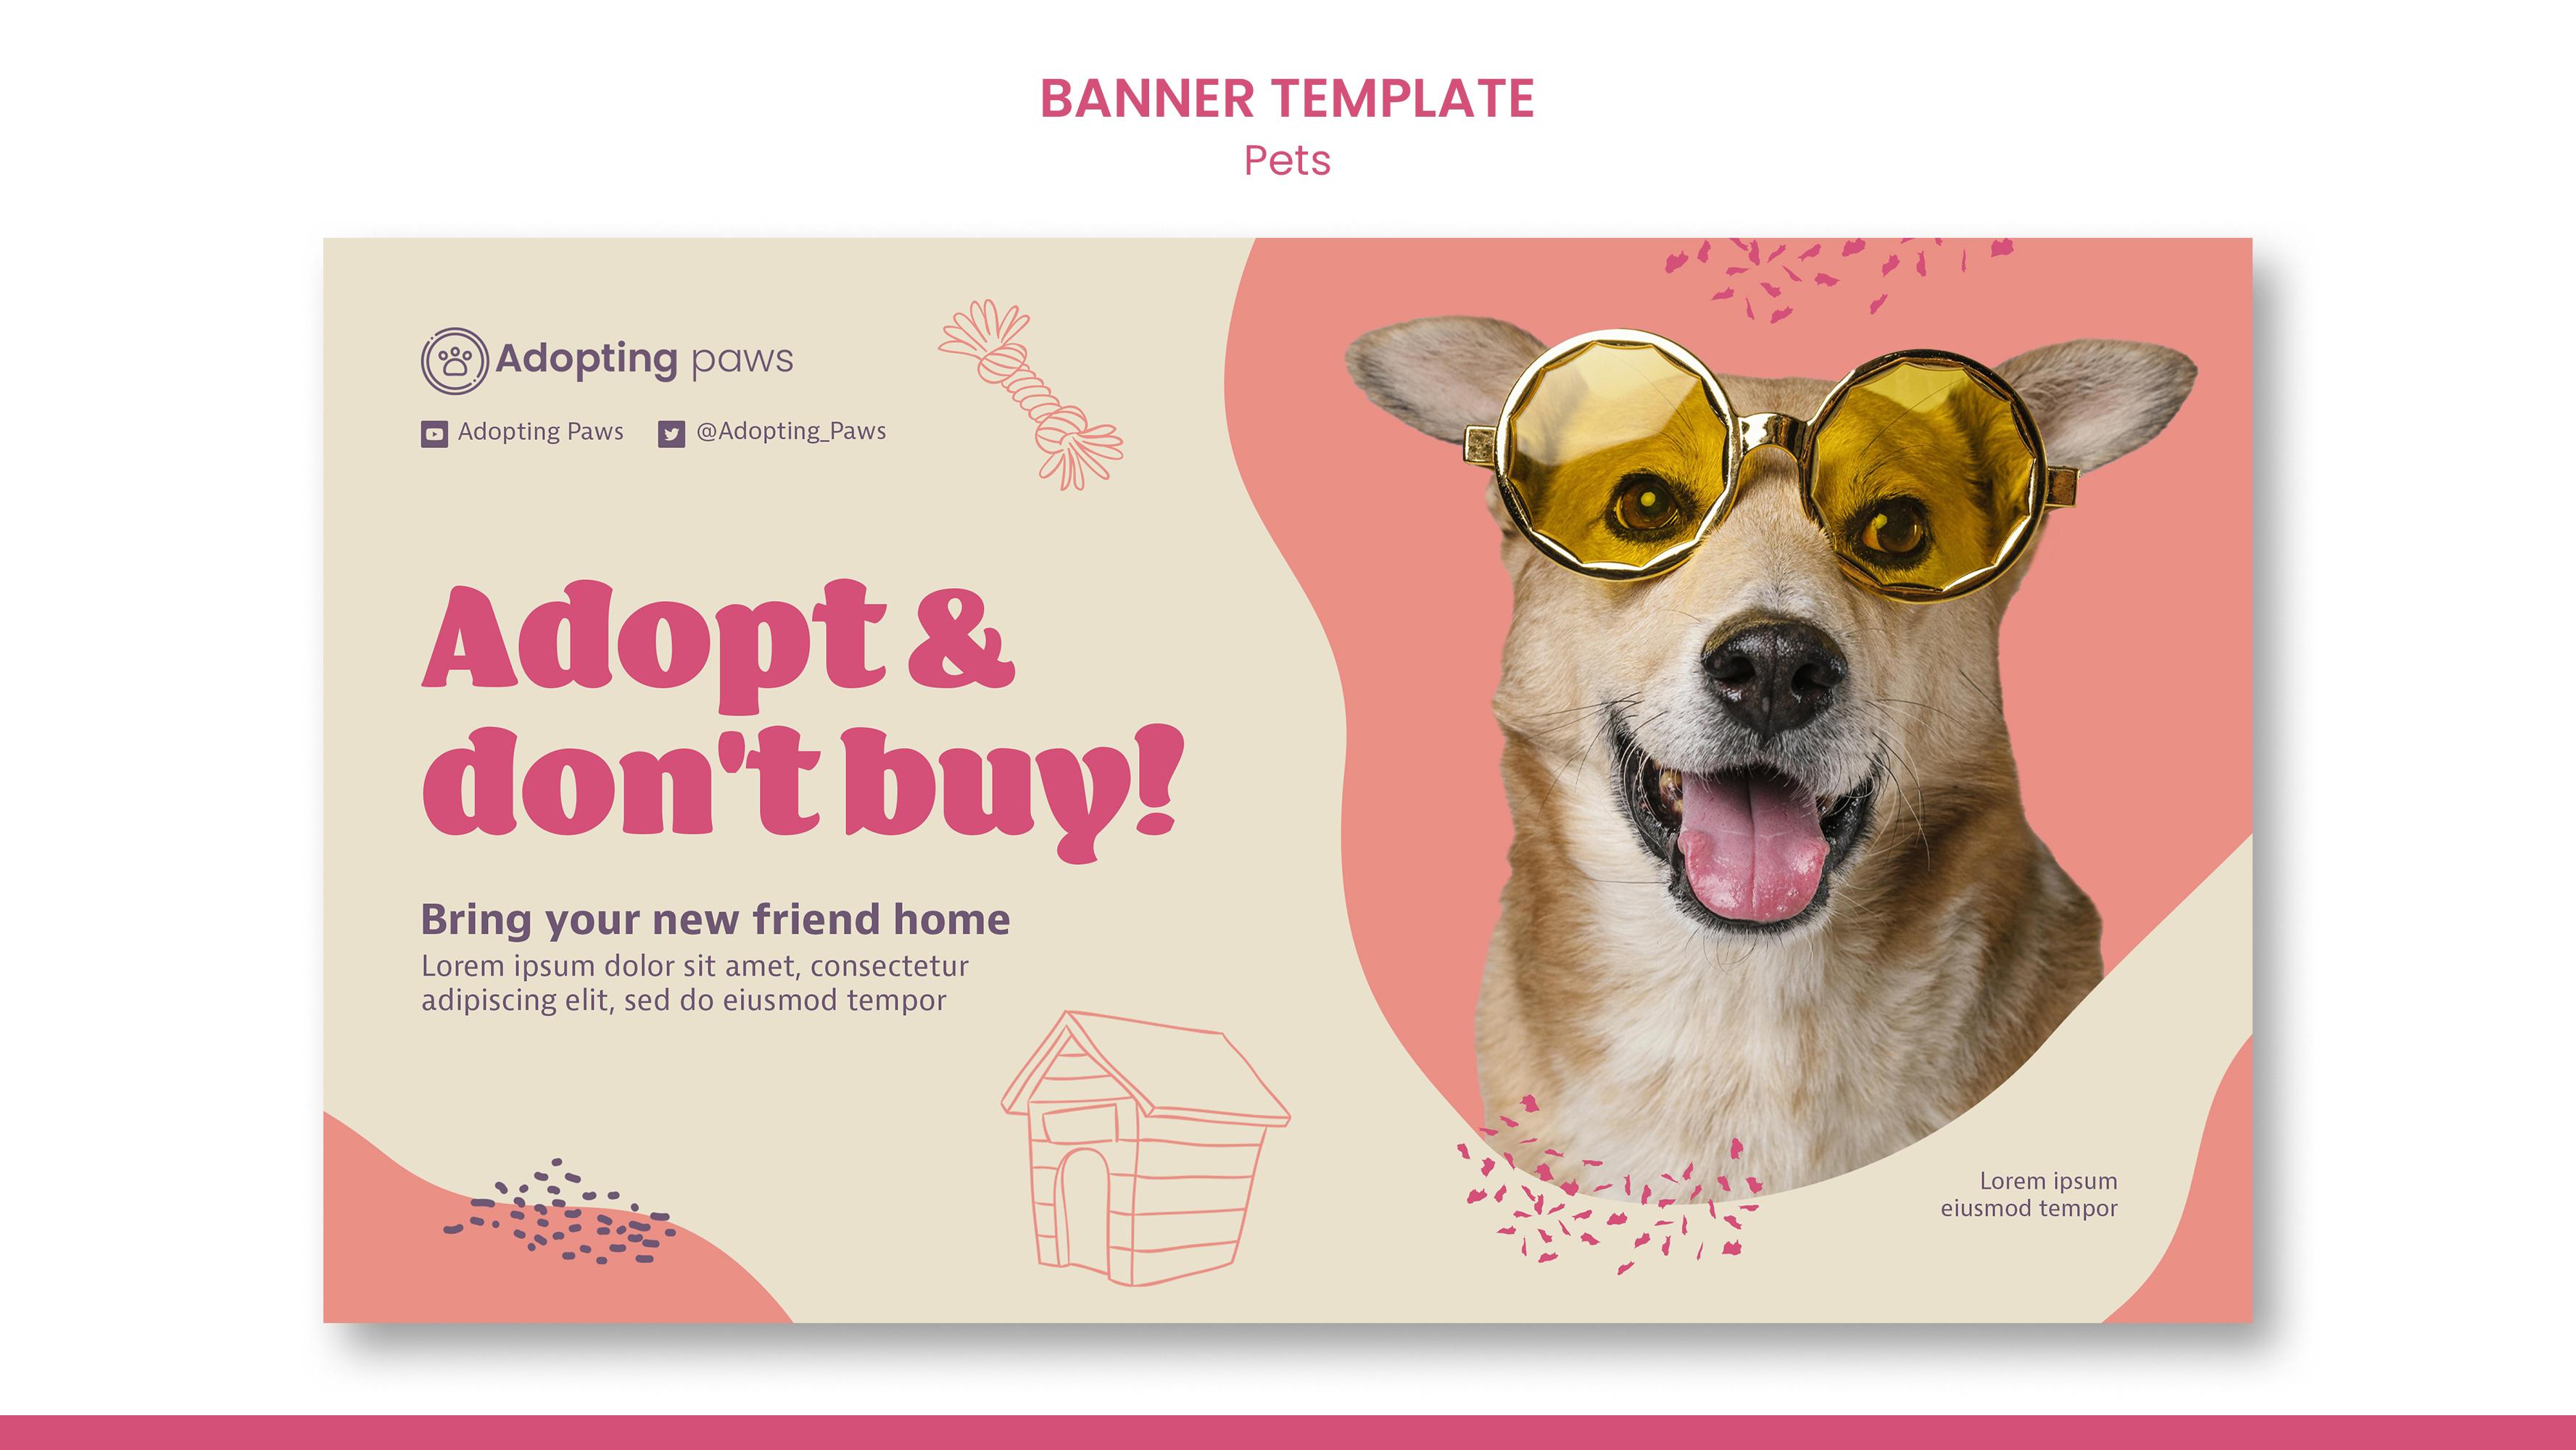 BANNER TEMPLATE
Pets
Adopting paws
Adopting Paws @Adopting_Paws
Adopt &
don't buy!
Bring your new friend home
Lorem ipsum dolor sit amet, consectetur
adipiscing elit, sed do eiusmod tempor
Lorem ipsum
eiusmod tempor